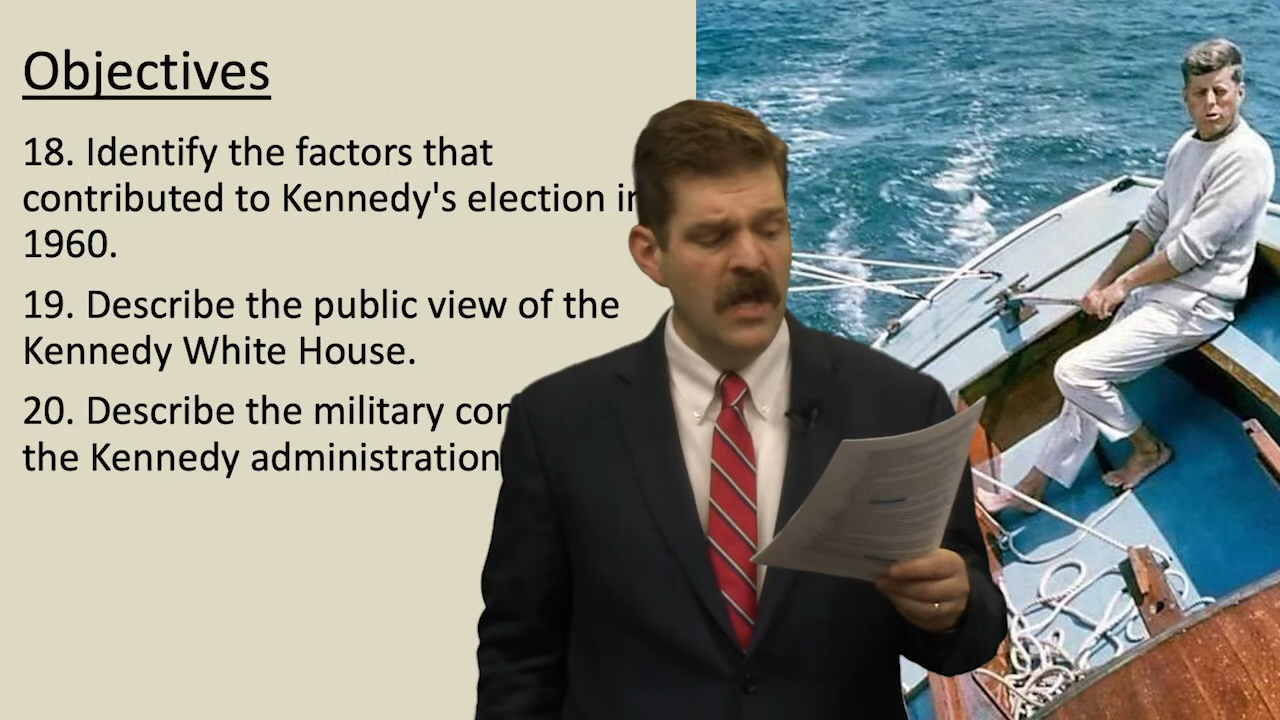 Objectives
18. Identify the factors that
contributed to Kennedy's election
1960.
19. Describe the public view of the
Kennedy White House.
20. Describe the military
the Kennedy administration